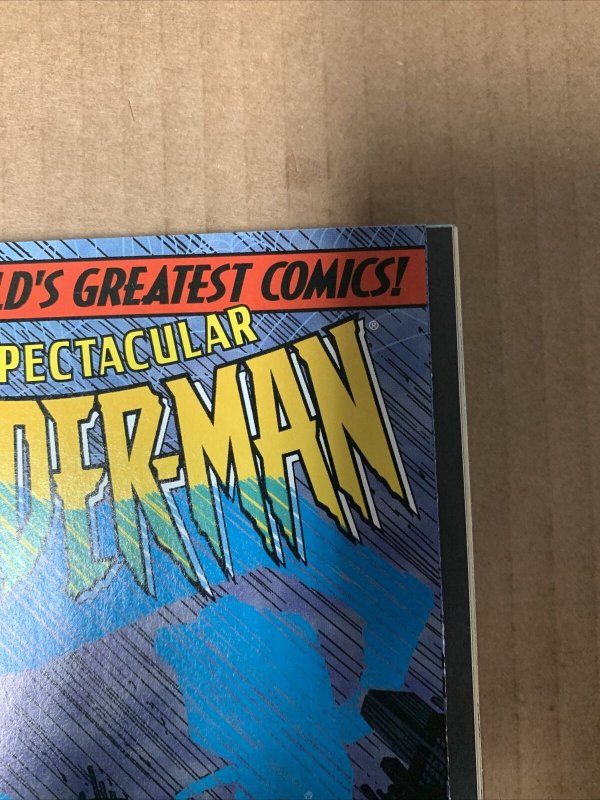 LD'S GREATEST COMICS!
PECTACULAR
DER-MAN®